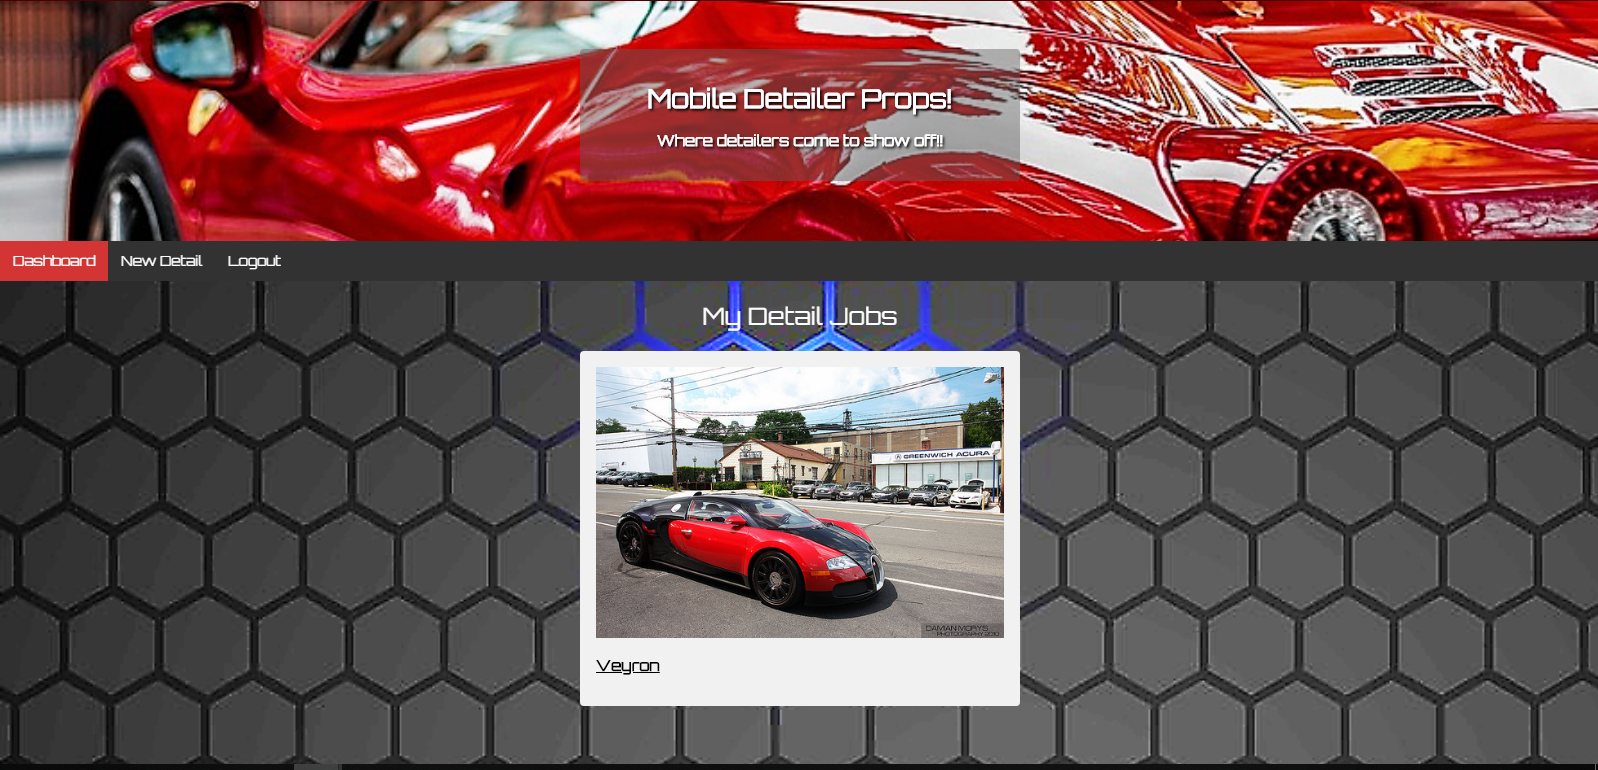 Mobile Detailer Props!
Where detailers come to show off!!
Dashboard New Detail Logout
My Detail Jobs
GREENWICH ACURA
DAMIAN MORYS
PHOTOGRAPHY 2010
Veyron